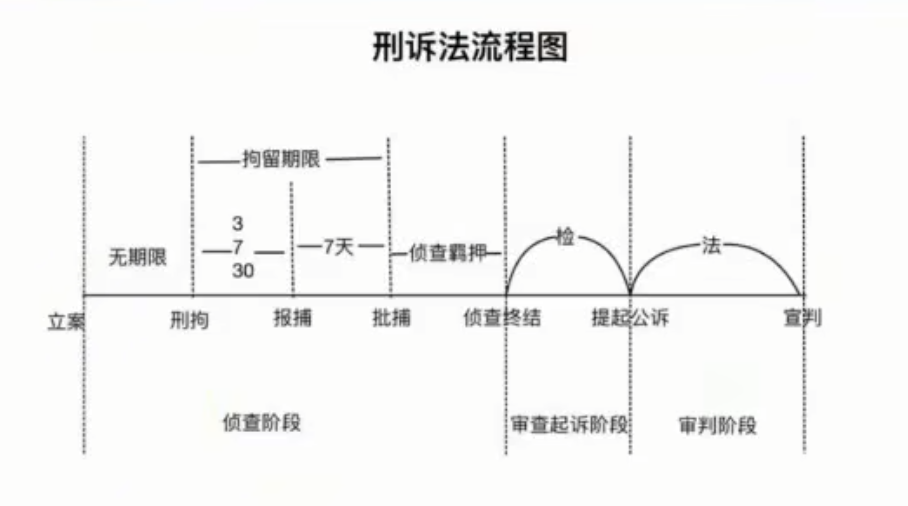 刑诉法流程图
拘留期限
3
7
30
无期限
7天
侦查羁押
检
法
立案
刑拘
报捕
批捕
侦查终结
提起公诉
宣判
侦查阶段
审查起诉阶段
审判阶段